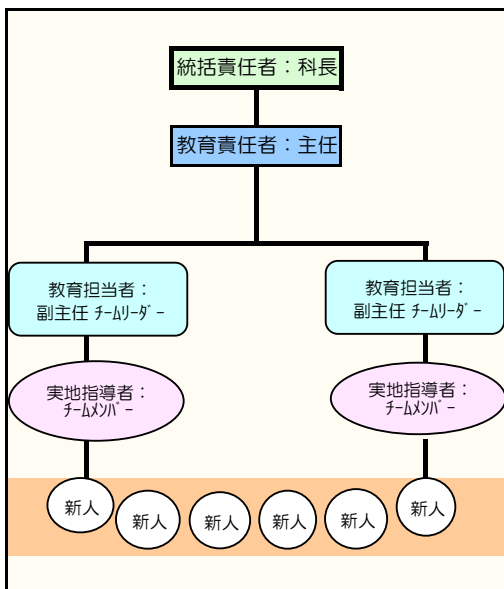 統括責任者：科長
教育責任者：主任
教育担当者：
副主任 ﾁｰﾑﾘｰﾀﾞｰ
教育担当者：
副主任 ﾁｰﾑﾘｰﾀﾞｰ
実地指導者：
ﾁｰﾑﾒﾝﾊﾞｰ
実地指導者：
ﾁｰﾑﾒﾝﾊﾞｰ
新人
新人
新人
新人
新人
新人